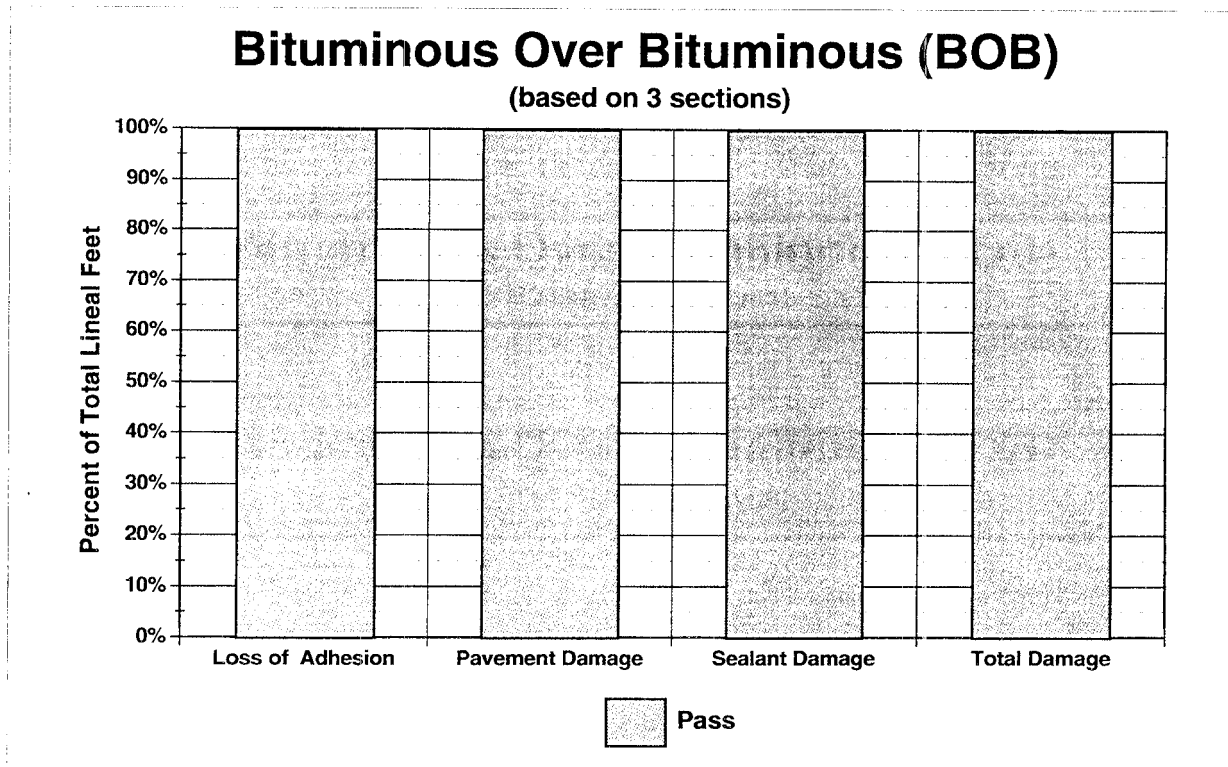 Bituminous Over Bituminous (BOB)
(based on 3 sections)
Percent of Total Lineal Feet
100%
90%
80%
70%
60%
50%
40%
30%
20%
10%
0%
Loss of Adhesion
Pavement Damage
Sealant Damage
Total Damage
Pass